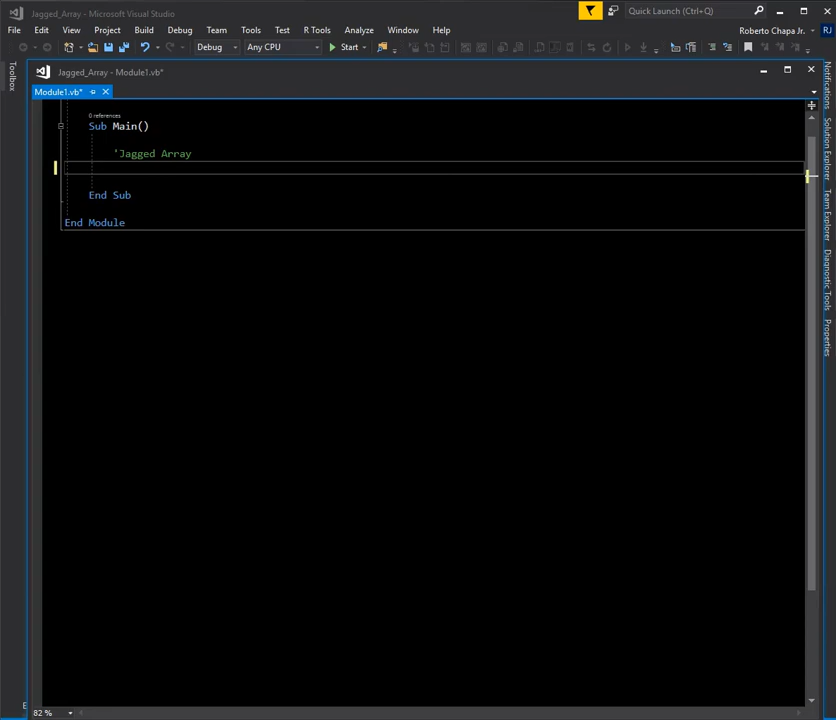 Jagged_Array - Microsoft Visual Studio
Quick Launch (Ctrl+Q)
File Edit View Project Build Debug Team Tools Test R Tools Analyze Window Help
Roberto Chapa Jr.
RJ
Debug
Any CPU
Start
Toolbox
Jagged_Array - Module1.vb*
Module1.vb*
0 references
Sub Main()
'Jagged Array
End Sub
End Module
Notifications
Solution Explorer
Team Explorer
Diagnostic Tools
Properties
82 %